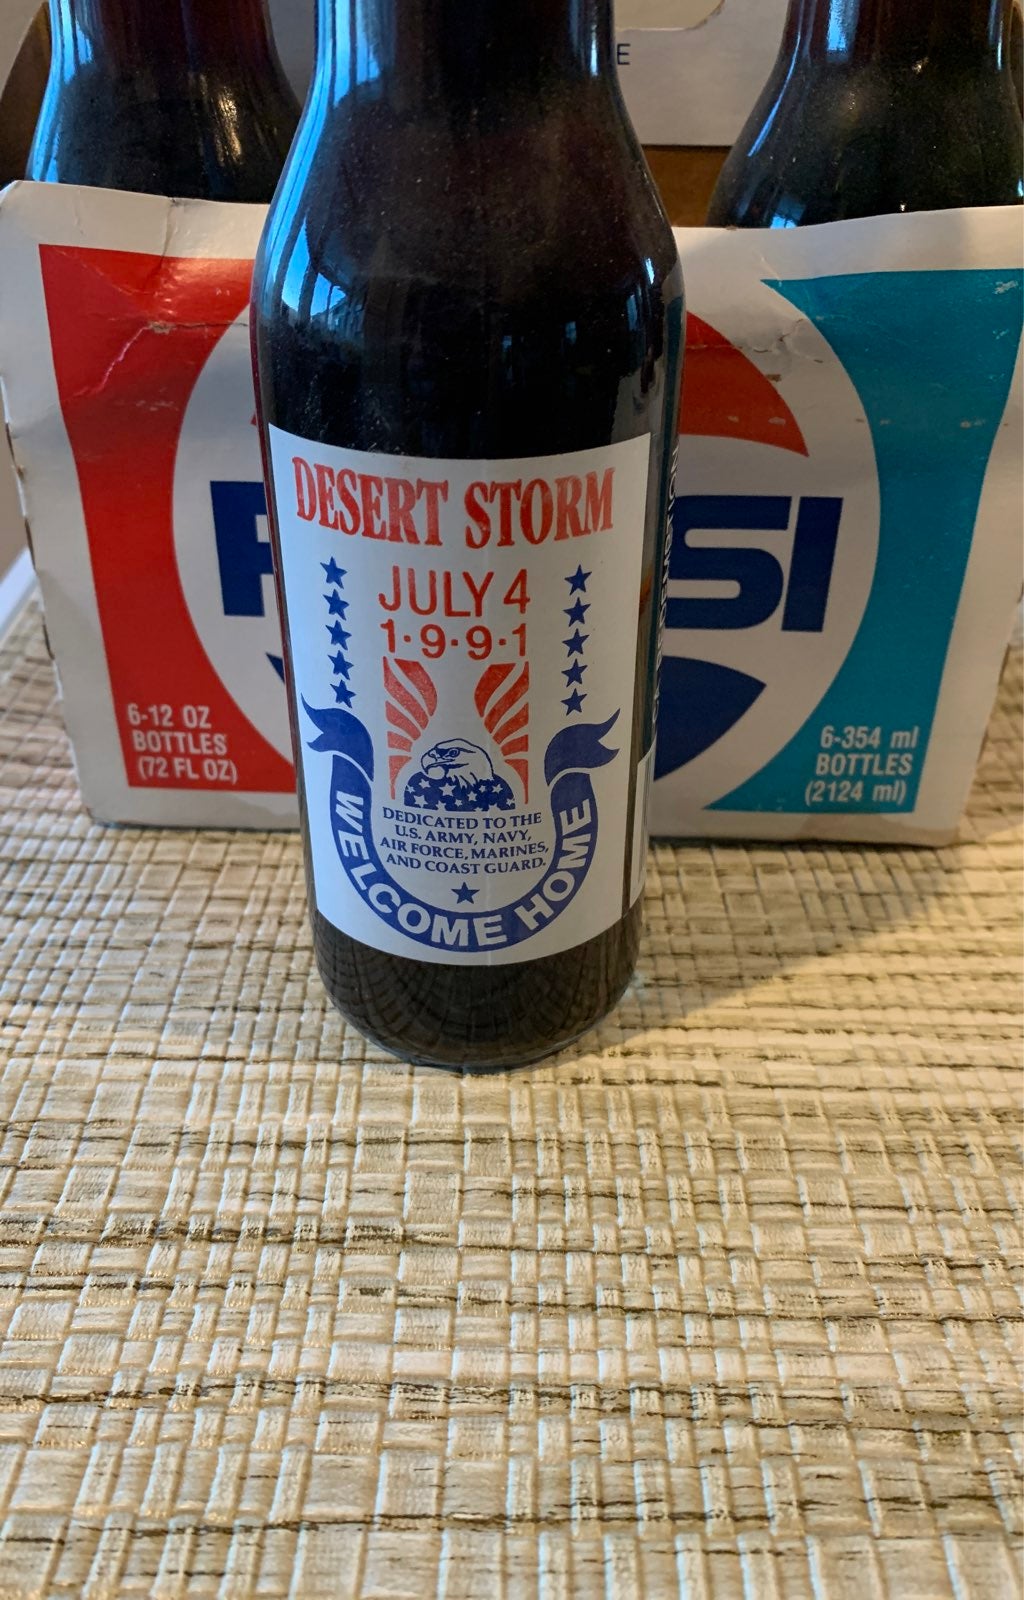 DESERT STORM
JULY 4
1·9·9·1
DEDICATED TO THE
U.S. ARMY, NAVY,
AIR FORCE, MARINES,
AND COAST GUARD.
WELCOME HOME
6-12 OZ
BOTTLES
(72 FL OZ)
6-354 ml
BOTTLES
(2124 ml)
P SI
E